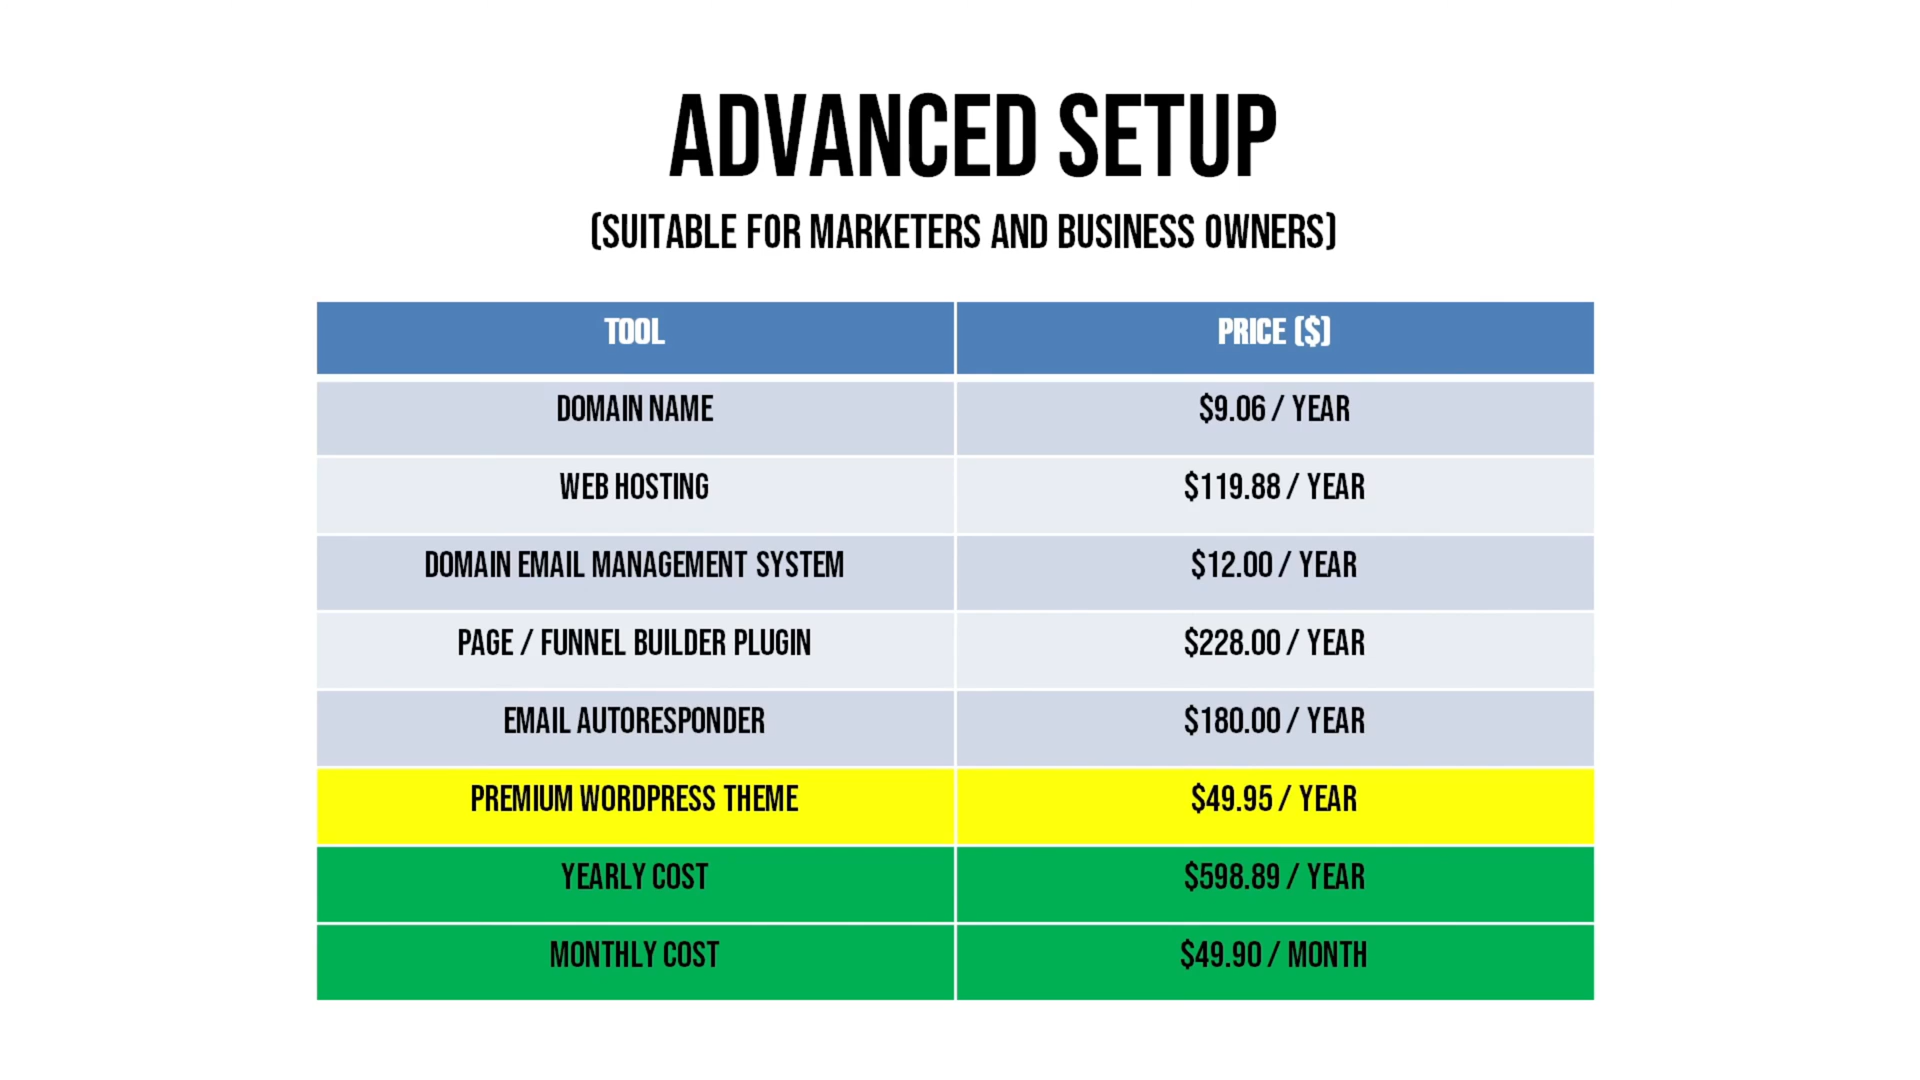 ADVANCED SETUP
(SUITABLE FOR MARKETERS AND BUSINESS OWNERS)
TOOL PRICE ($)
DOMAIN NAME $9.06 / YEAR
WEB HOSTING $119.88 / YEAR
DOMAIN EMAIL MANAGEMENT SYSTEM $12.00 / YEAR
PAGE / FUNNEL BUILDER PLUGIN $228.00 / YEAR
EMAIL AUTORESPONDER $180.00 / YEAR
PREMIUM WORDPRESS THEME $49.95 / YEAR
YEARLY COST $598.89 / YEAR
MONTHLY COST $49.90 / MONTH